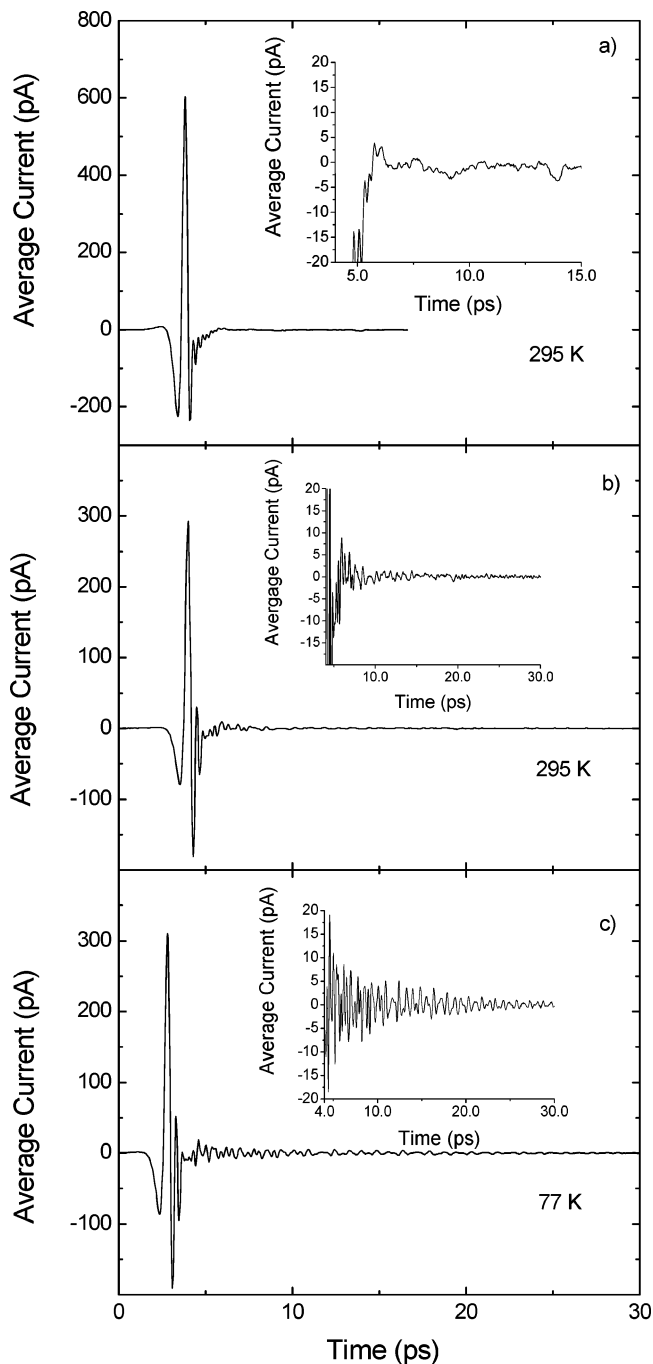 a)
Average Current (pA)
800
600
400
200
0
-200
Average Current (pA)
20
15
10
5
0
-5
-10
-15
-20
5.0 10.0 15.0
Time (ps)
295 K
b)
Average Current (pA)
300
200
100
0
-100
Avergage Current (pA)
20
15
10
5
0
-5
-10
-15
10.0 20.0 30.0
Time (ps)
295 K
c)
Average Current (pA)
300
200
100
0
-100
Average Current (pA)
20
15
10
5
0
-5
-10
-15
-20
4.0 10.0 20.0 30.0
Time (ps)
77 K
0 10 20 30
Time (ps)